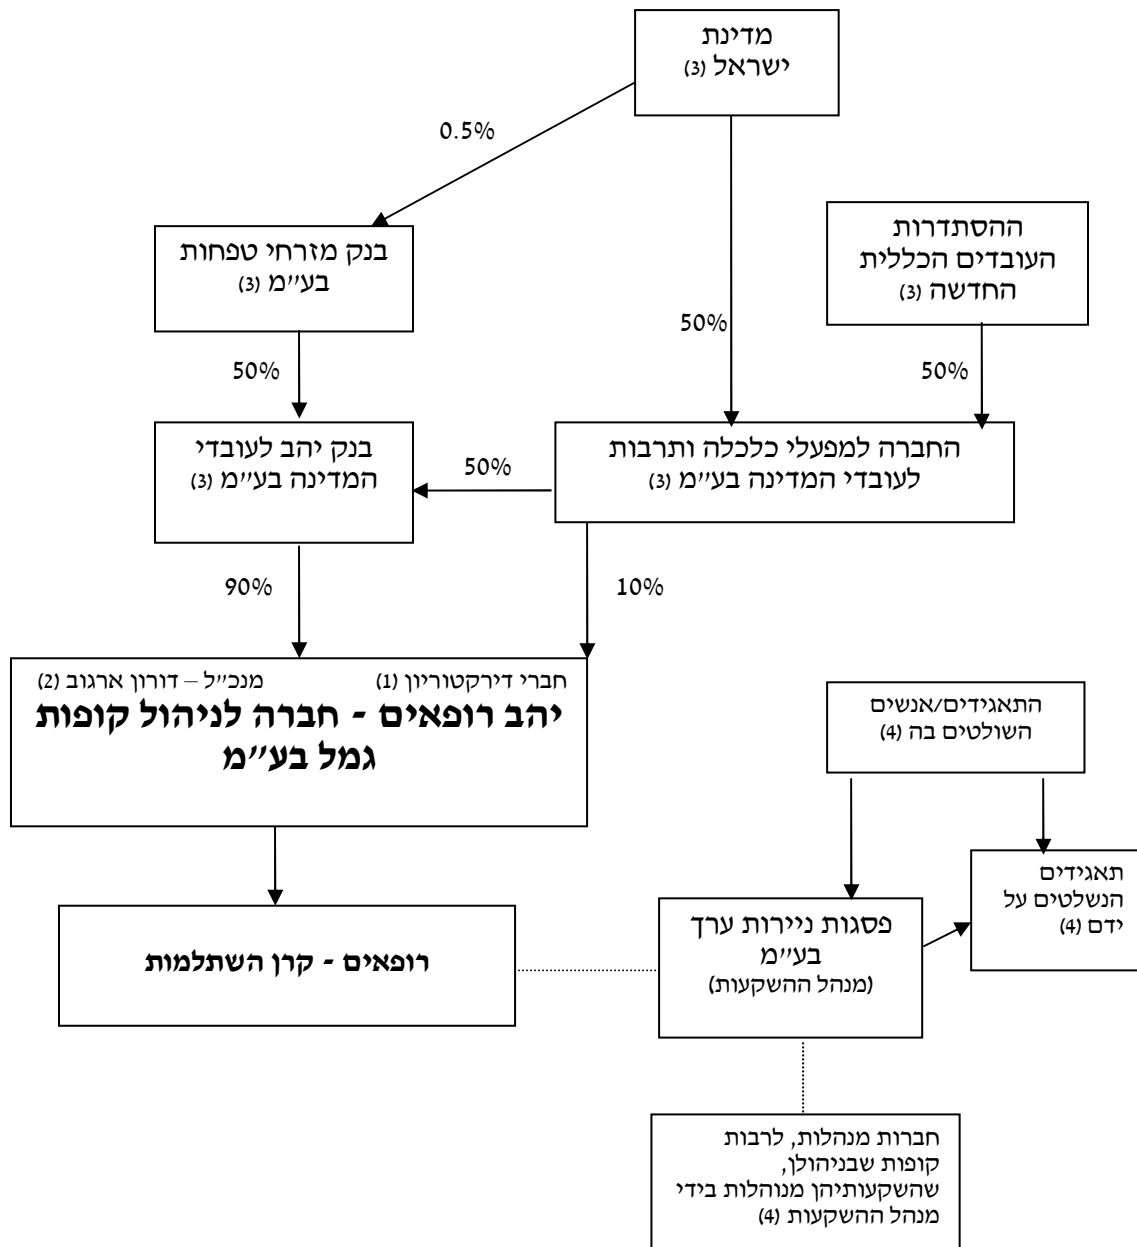 מדינת
ישראל (3)
0.5%
ההסתדרות
העובדים הכללית
החדשה (3)
בנק מזרחי טפחות
בע"מ (3)
50%
50%
50%
בנק יהב לעובדי
המדינה בע"מ (3)
50%
החברה למפעלי כלכלה ותרבות
לעובדי המדינה בע"מ (3)
90%
10%
חברי דירקטוריון (1) מנכ"ל – דורון ארגוב (2)
יהב רופאים - חברה לניהול קופות
גמל בע"מ
התאגידים/אנשים
השולטים בה (4)
תאגידים
הנשלטים על
ידם (4)
פסגות ניירות ערך
בע"מ
(מנהל ההשקעות)
רופאים - קרן השתלמות
חברות מנהלות, לרבות
קופות שבניהולן,
שהשקעותיהן מנוהלות בידי
מנהל ההשקעות (4)